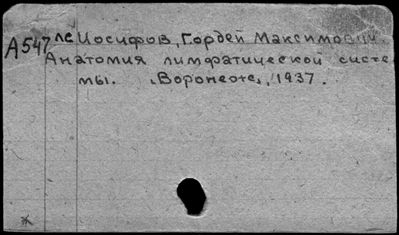 А547 лс Иосифов, Гордей Максимович.
Анатомия лимфатической систе
мы. Воронеж, 1937.